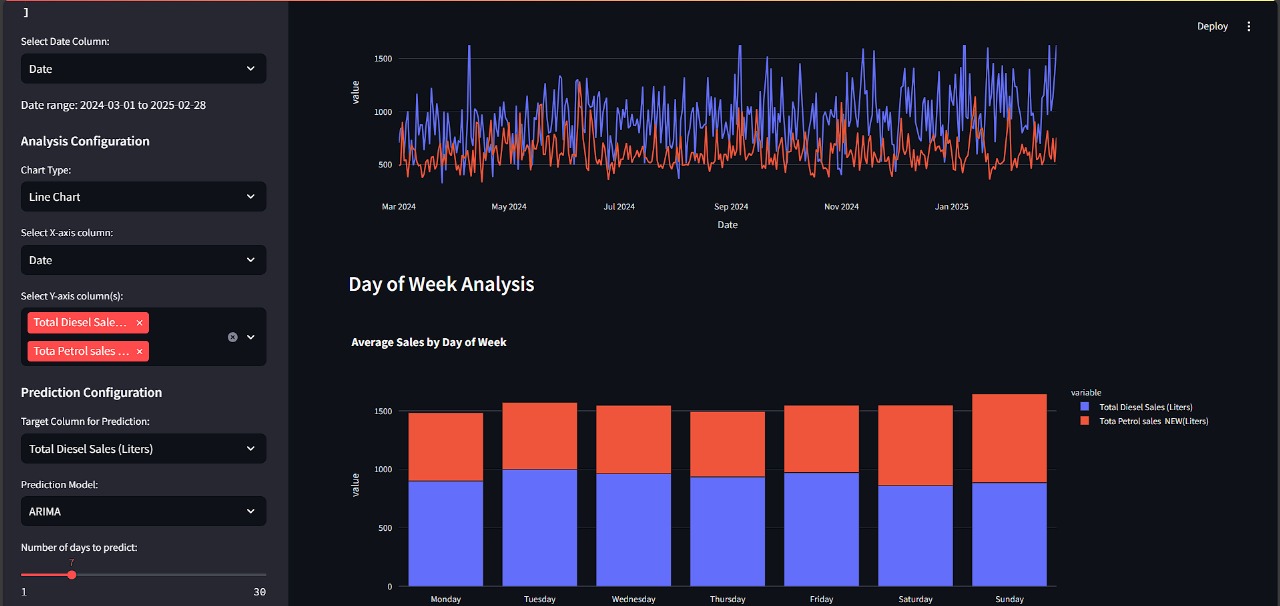 ]
Select Date Column:
Date
Date range: 2024-03-01 to 2025-02-28
Analysis Configuration
Chart Type:
Line Chart
Select X-axis column:
Date
Select Y-axis column(s):
Total Diesel Sale... ×
Tota Petrol sales ... ×
Prediction Configuration
Target Column for Prediction:
Total Diesel Sales (Liters)
Prediction Model:
ARIMA
Number of days to predict:
7
1 30
Deploy
1500
1000
500
value
Mar 2024 May 2024 Jul 2024 Sep 2024 Nov 2024 Jan 2025
Date
Day of Week Analysis
Average Sales by Day of Week
variable
Total Diesel Sales (Liters)
Tota Petrol sales NEW(Liters)
1500
1000
500
0
value
Monday Tuesday Wednesday Thursday Friday Saturday Sunday